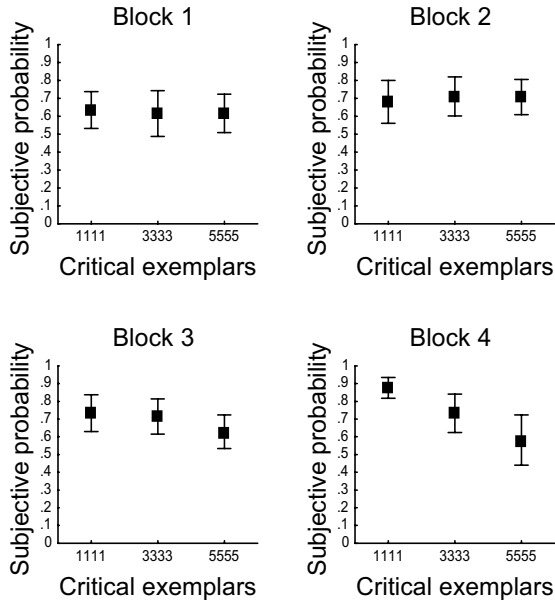 Block 1
Subjective probability
1
.9
.8
.7
.6
.5
.4
.3
.2
.1
0
1111 3333 5555
Critical exemplars
Block 2
Subjective probability
1
.9
.8
.7
.6
.5
.4
.3
.2
.1
0
1111 3333 5555
Critical exemplars
Block 3
Subjective probability
1
.9
.8
.7
.6
.5
.4
.3
.2
.1
0
1111 3333 5555
Critical exemplars
Block 4
Subjective probability
1
.9
.8
.7
.6
.5
.4
.3
.2
.1
0
1111 3333 5555
Critical exemplars